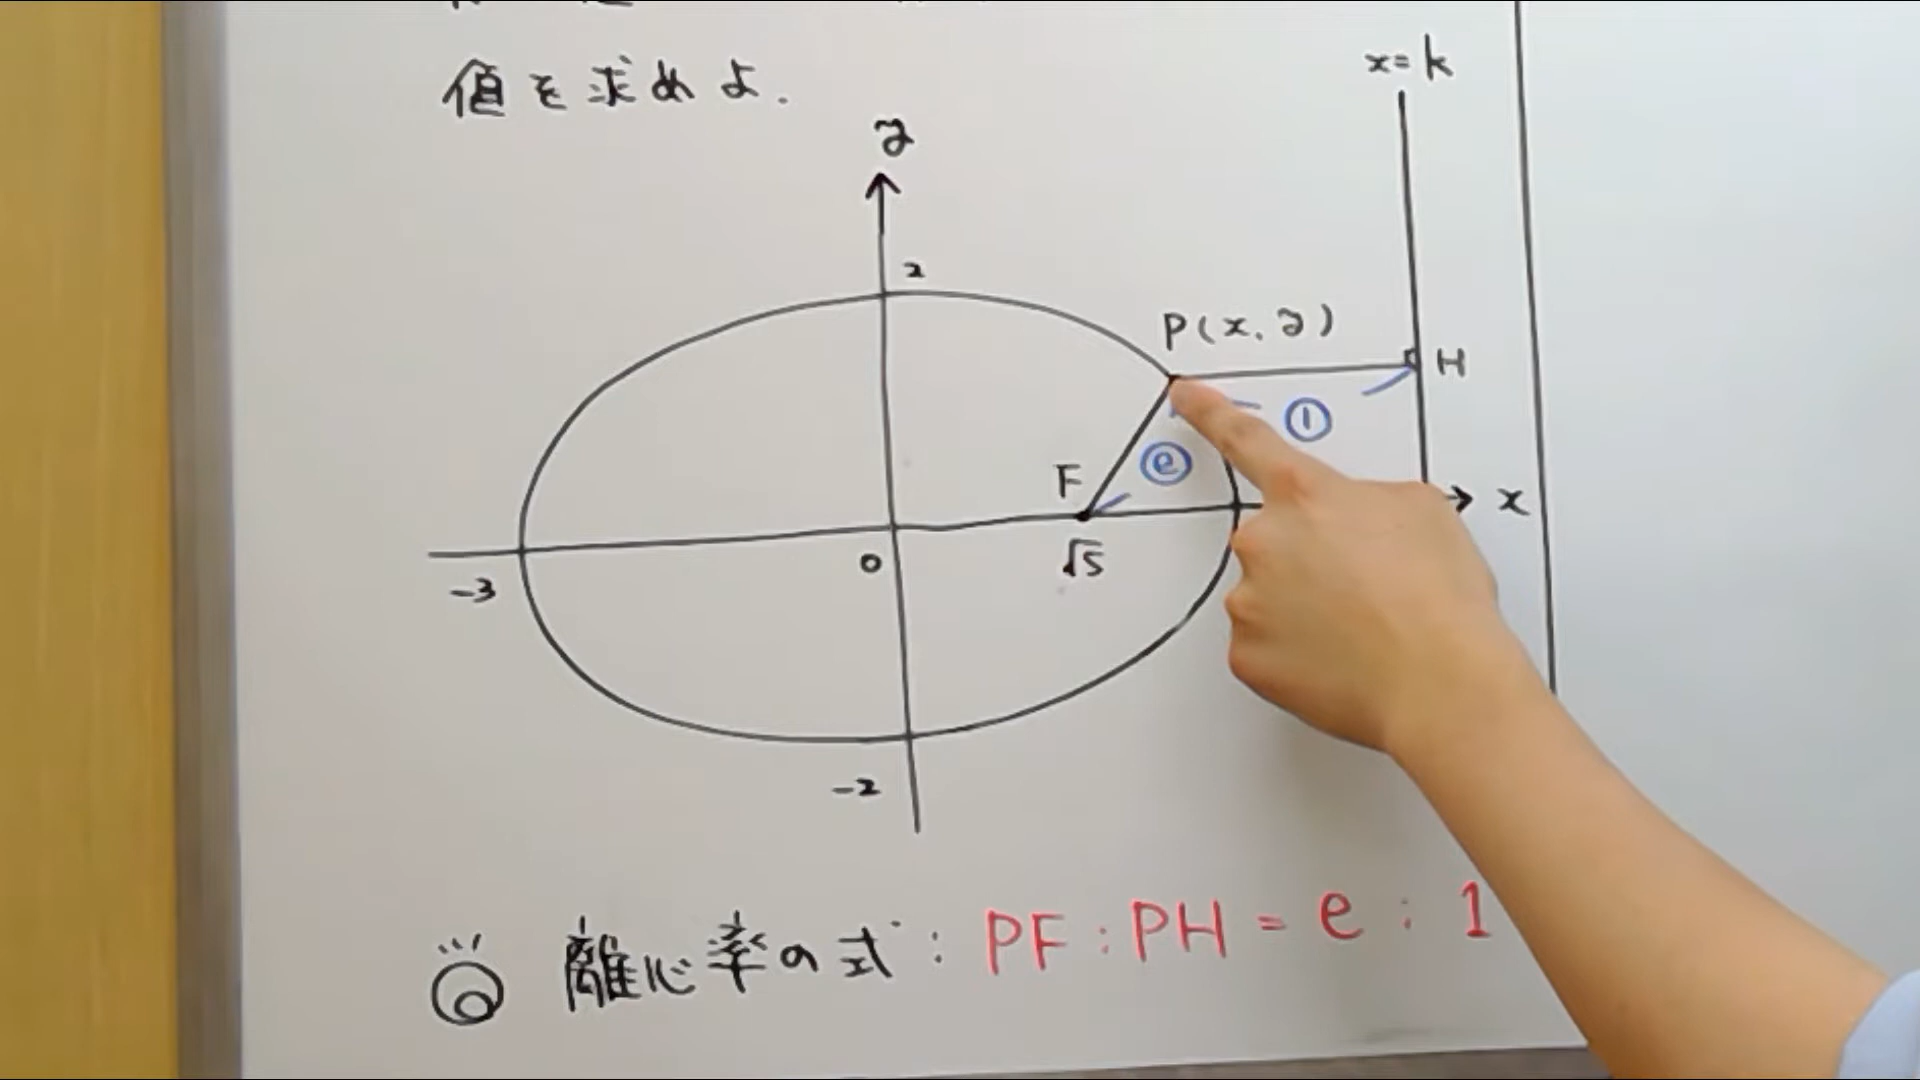 値を求めよ.
x=k
y
2
P(x, y)
H
①
ⓔ
F
x
0
√5
-3
-2
離心率の式: PF:PH = e:1